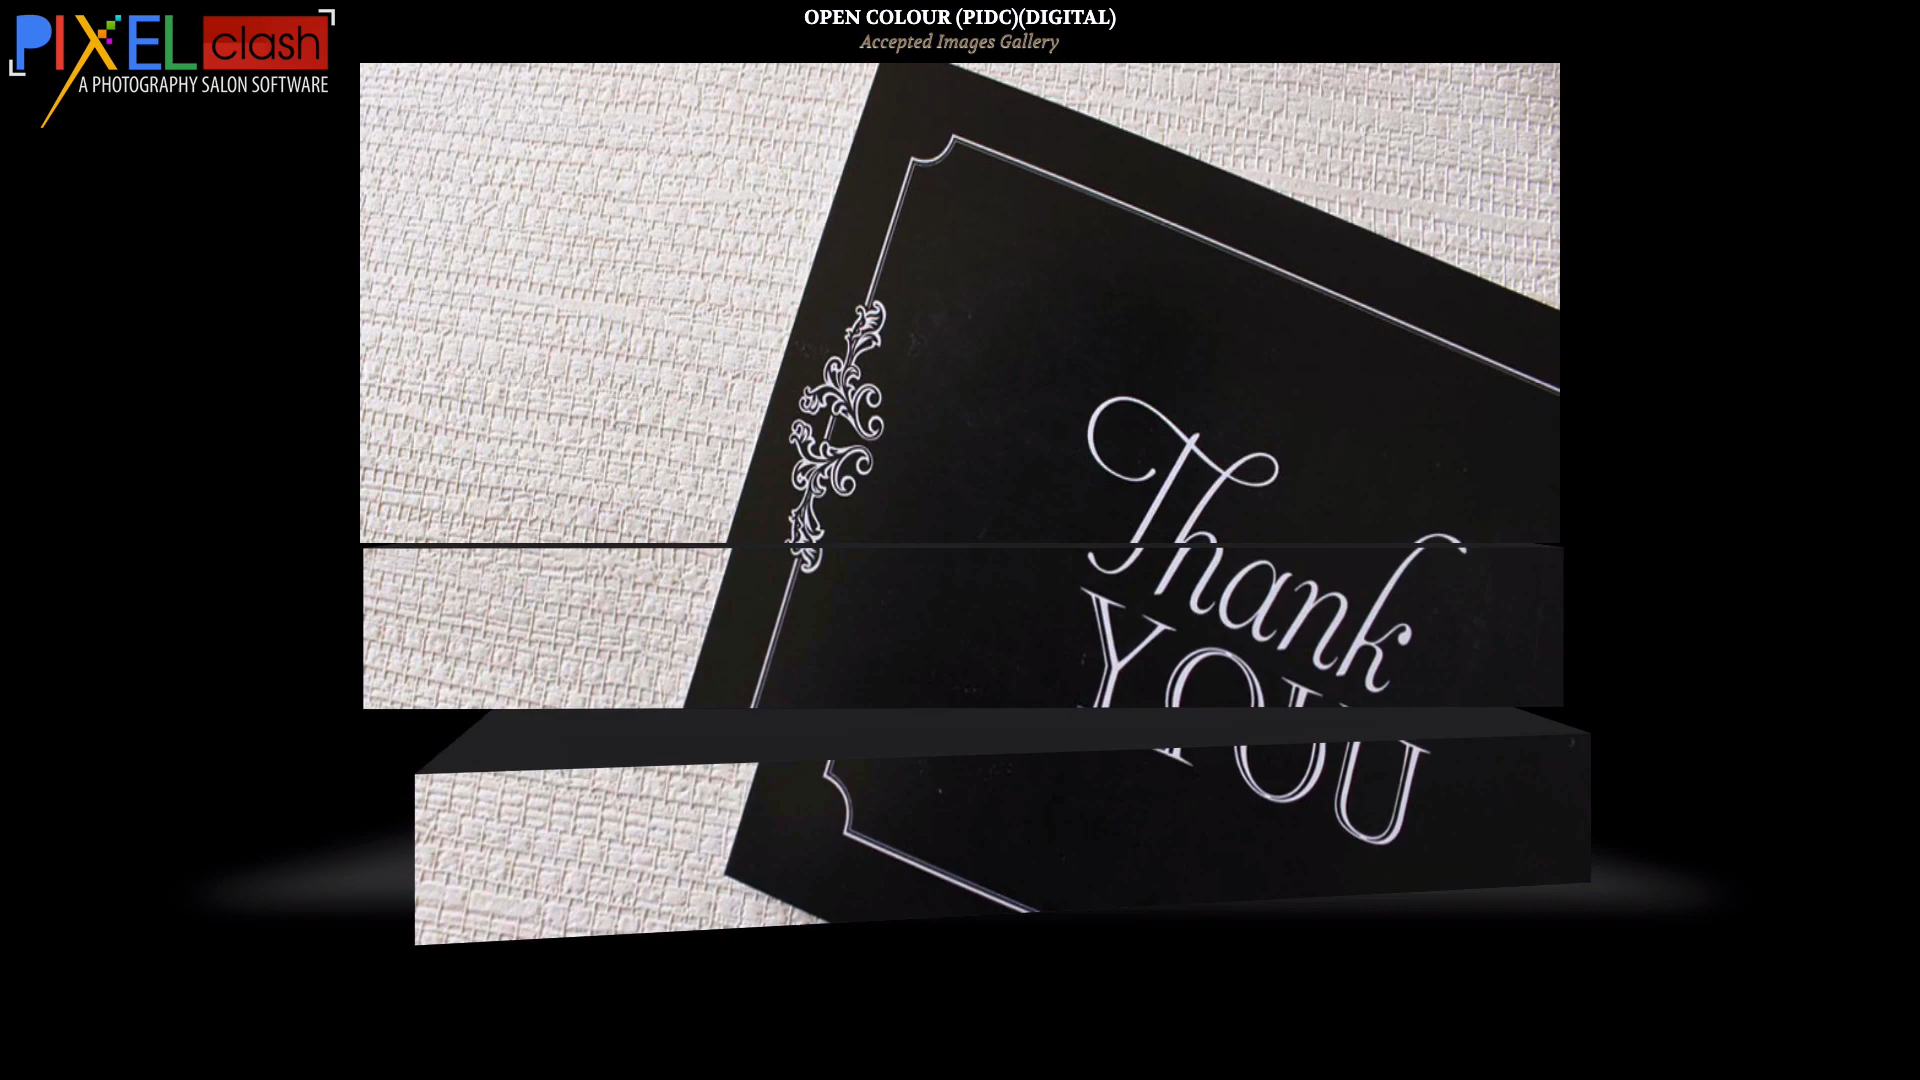 PIXEL clash
A PHOTOGRAPHY SALON SOFTWARE
OPEN COLOUR (PIDC)(DIGITAL)
Accepted Images Gallery
Thank
YOU